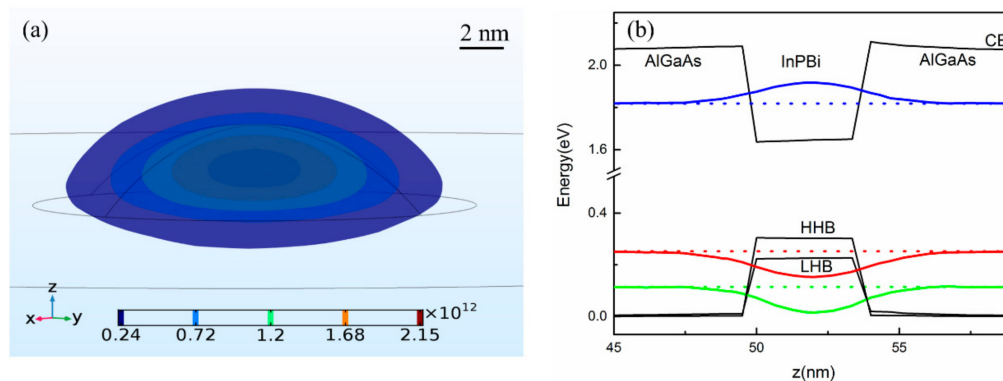 (a)
2 nm
z
x
y
×10¹²
0.24 0.72 1.2 1.68 2.15
(b)
CB
AlGaAs InPBi AlGaAs
HHB
LHB
Energy(eV)
2.0
1.6
0.4
0.0
45 50 55
z(nm)